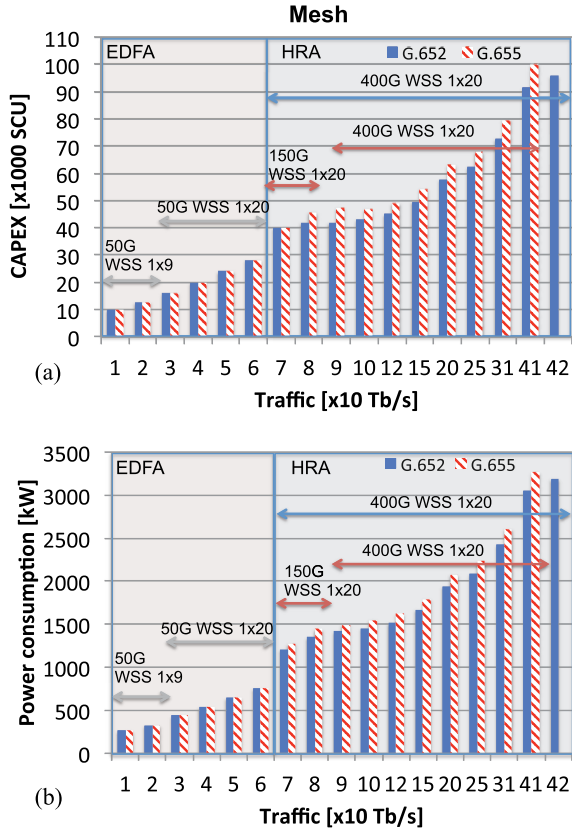 Mesh
CAPEX [x1000 SCU]
110
100
90
80
70
60
50
40
30
20
10
0
EDFA
HRA
G.652
G.655
400G WSS 1x20
400G WSS 1x20
150G
WSS 1x20
50G WSS 1x20
50G
WSS 1x9
1 2 3 4 5 6 7 8 9 10 12 15 20 25 31 41 42
(a)
Traffic [x10 Tb/s]
Power consumption [kW]
3500
3000
2500
2000
1500
1000
500
0
EDFA
HRA
G.652
G.655
400G WSS 1x20
400G WSS 1x20
150G
WSS 1x20
50G WSS 1x20
50G
WSS 1x9
1 2 3 4 5 6 7 8 9 10 12 15 20 25 31 41 42
(b)
Traffic [x10 Tb/s]